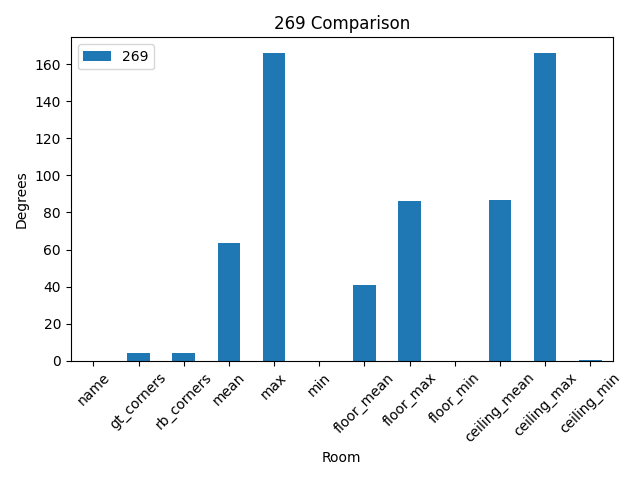 269 Comparison
269
Degrees
160
140
120
100
80
60
40
20
0
name
gt_corners
rb_corners
mean
max
min
floor_mean
floor_max
floor_min
ceiling_mean
ceiling_max
ceiling_min
Room